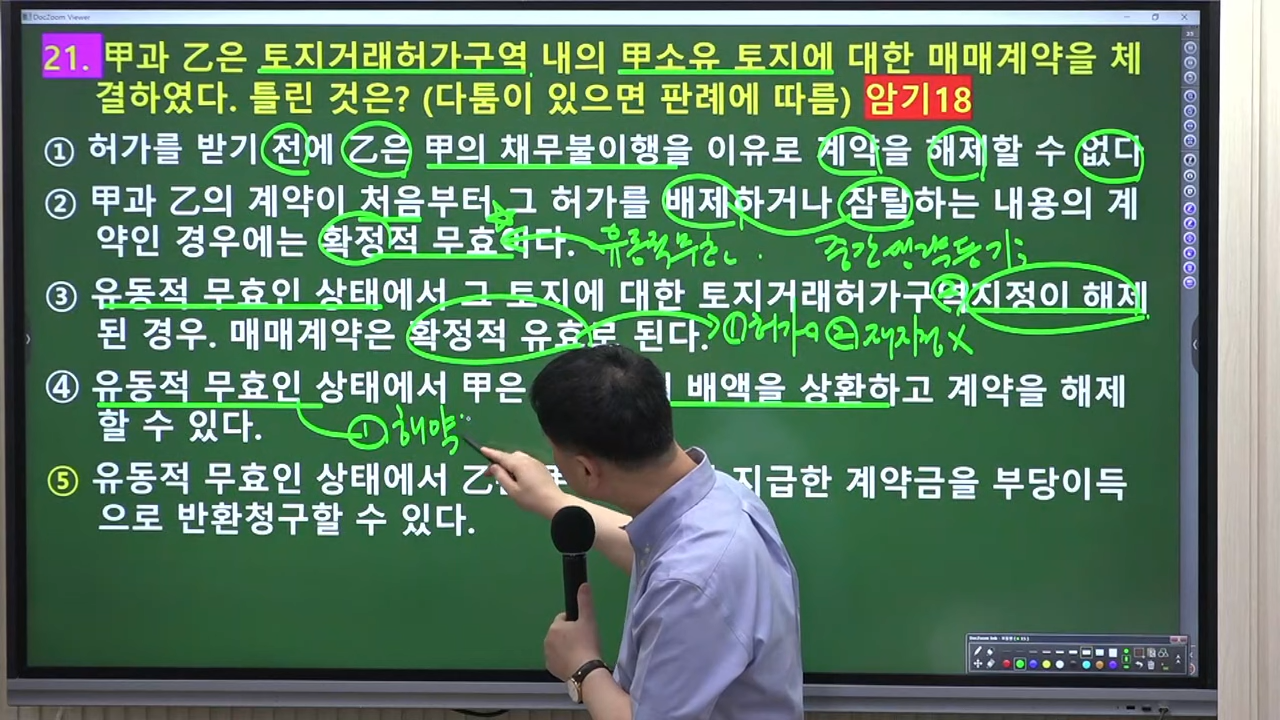 DocZoom Viewer
21. 甲과 乙은 토지거래허가구역 내의 甲소유 토지에 대한 매매계약을 체
결하였다. 틀린 것은? (다툼이 있으면 판례에 따름) 암기18
① 허가를 받기 전에 乙은 甲의 채무불이행을 이유로 계약을 해제할 수 없다
② 甲과 乙의 계약이 처음부터 그 허가를 배제하거나 잠탈하는 내용의 계
약인 경우에는 확정적 무효이다.
중간생략등기
③ 유동적 무효인 상태에서 그 토지에 대한 토지거래허가구역지정이 해제
된 경우. 매매계약은 확정적 유효로 된다. ①허가 ②재지정 X
④ 유동적 무효인 상태에서 甲은 배액을 상환하고 계약을 해제
할 수 있다. ①해약
⑤ 유동적 무효인 상태에서 乙 지급한 계약금을 부당이득
으로 반환청구할 수 있다.